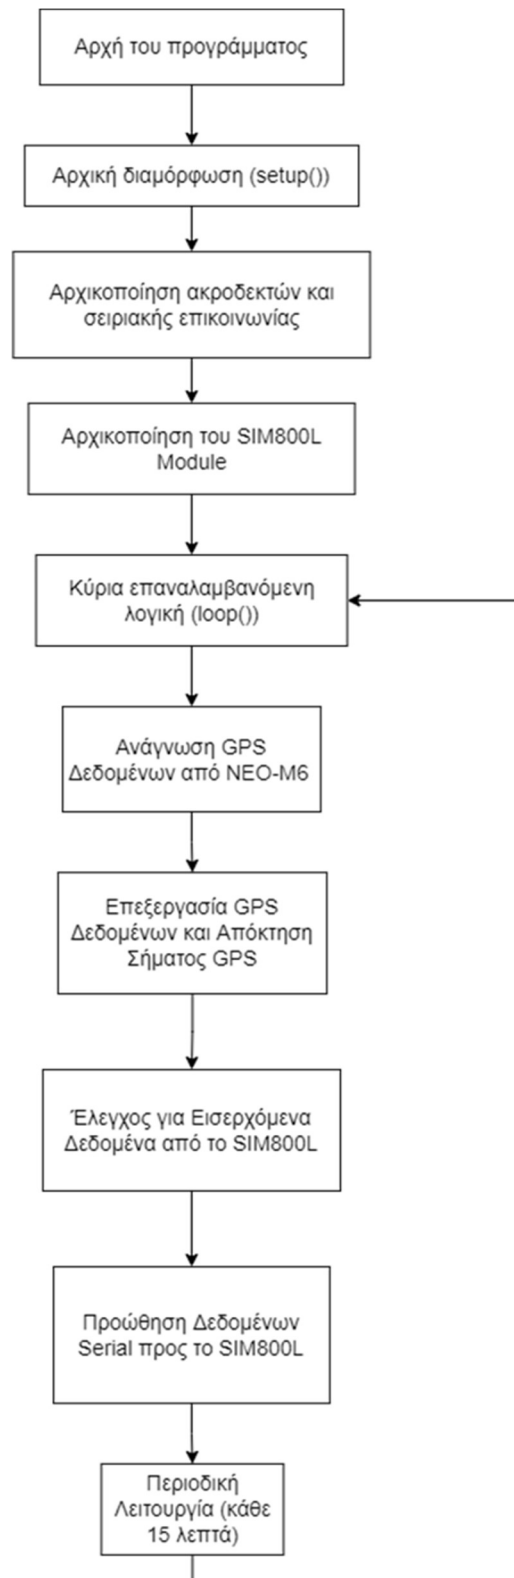 Αρχή του προγράμματος
Αρχική διαμόρφωση (setup())
Αρχικοποίηση ακροδεκτών και
σειριακής επικοινωνίας
Αρχικοποίηση του SIM800L
Module
Κύρια επαναλαμβανόμενη
λογική (loop())
Ανάγνωση GPS
Δεδομένων από NEO-M6
Επεξεργασία GPS
Δεδομένων και Απόκτηση
Σήματος GPS
Έλεγχος για Εισερχόμενα
Δεδομένα από το SIM800L
Προώθηση Δεδομένων
Serial προς το SIM800L
Περιοδική
Λειτουργία (κάθε
15 λεπτά)